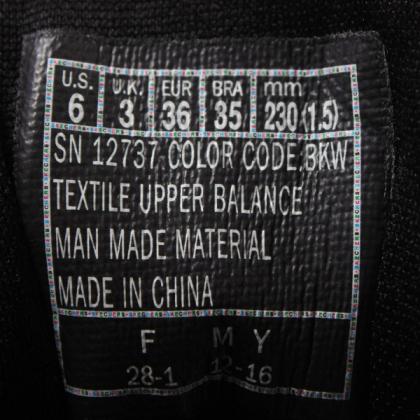 U.S. U.K. EUR BRA mm
6 3 36 35 230 (1.5)
SN 12737 COLOR CODE.BKW
TEXTILE UPPER BALANCE
MAN MADE MATERIAL
MADE IN CHINA
F M Y
28-1 12-16